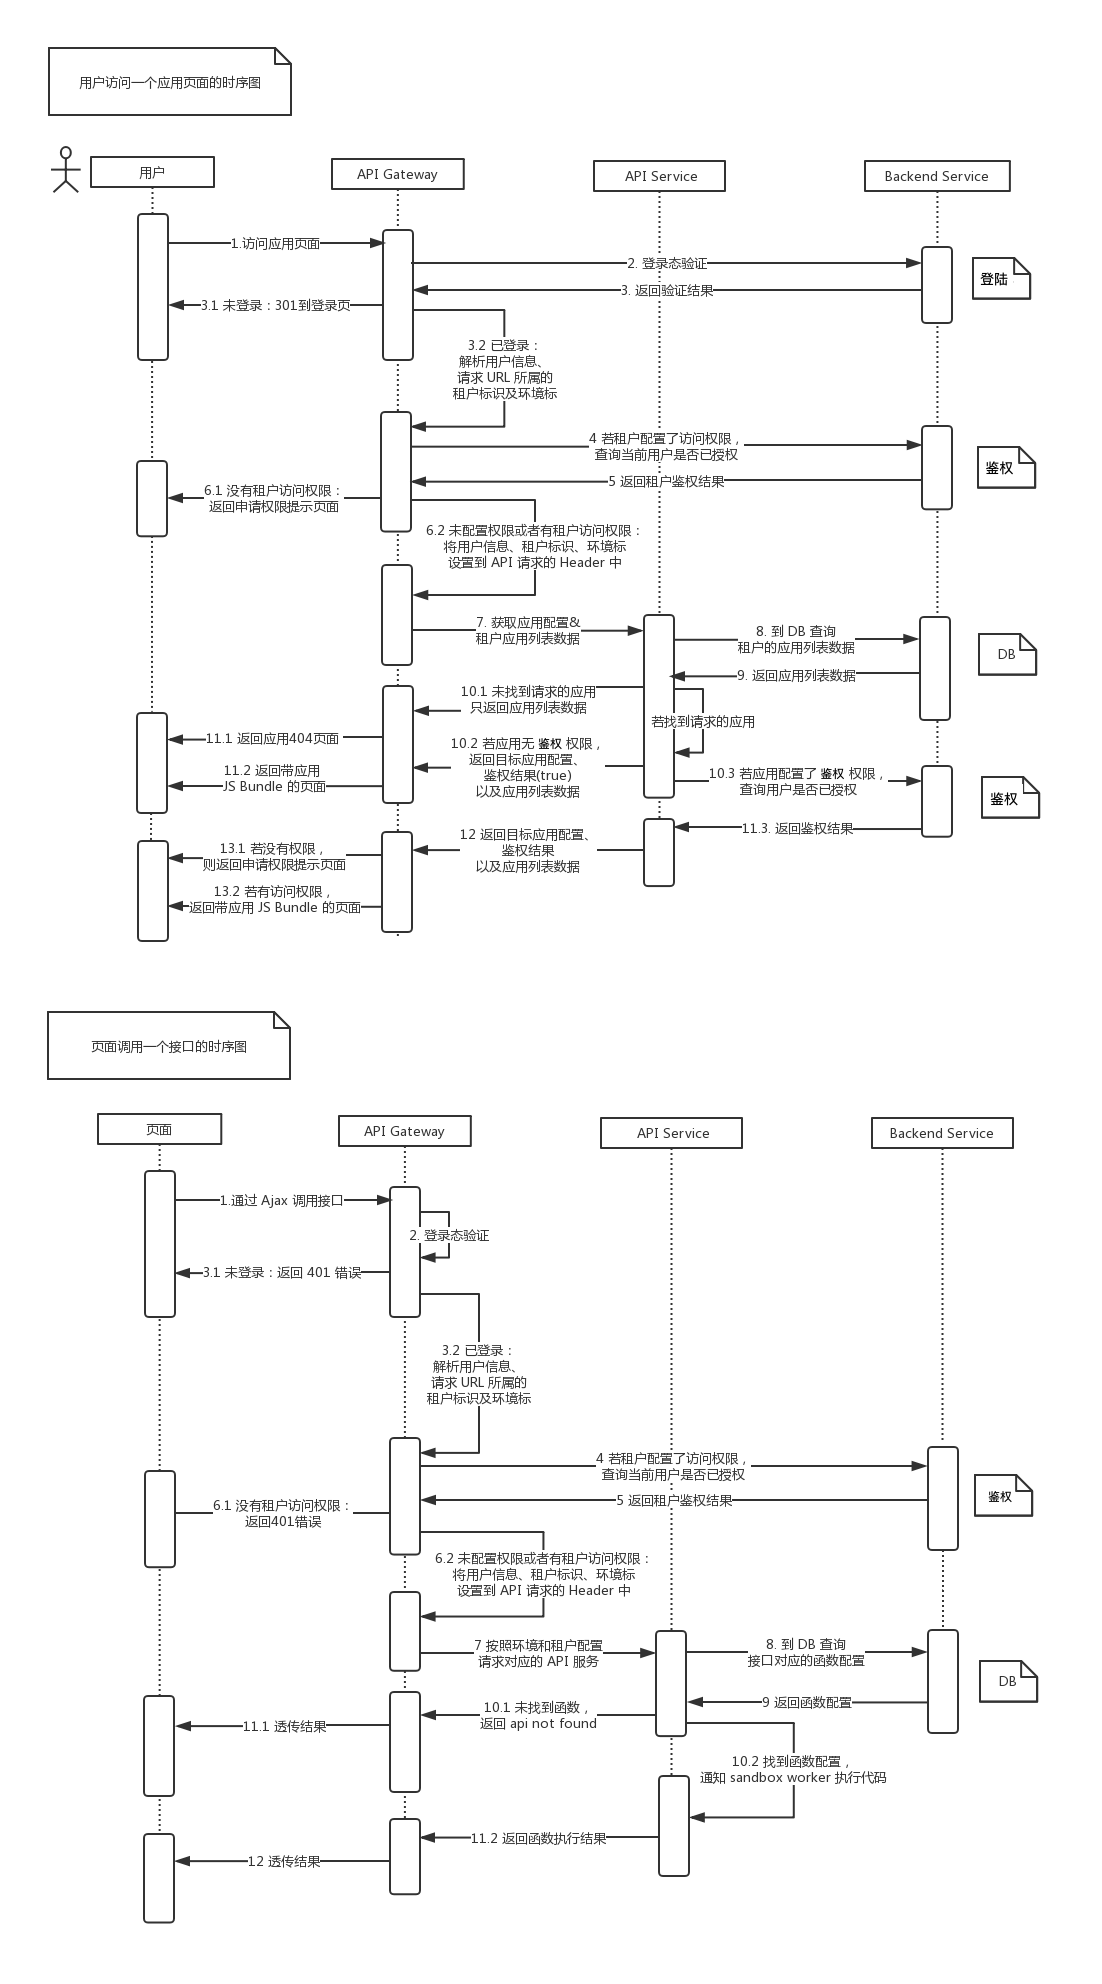 用户访问一个应用页面的时序图
用户
API Gateway
API Service
Backend Service
1.访问应用页面
2. 登录态验证
登陆
3. 返回验证结果
3.1 未登录：301到登录页
3.2 已登录：
解析用户信息、
请求 URL 所属的
租户标识及环境标
4 若租户配置了访问权限，
查询当前用户是否已授权
鉴权
5 返回租户鉴权结果
6.1 没有租户访问权限：
返回申请权限提示页面
6.2 未配置权限或者有租户访问权限：
将用户信息、租户标识、环境标
设置到 API 请求的 Header 中
7. 获取应用配置&
租户应用列表数据
8. 到 DB 查询
租户的应用列表数据
DB
9. 返回应用列表数据
10.1 未找到请求的应用
只返回应用列表数据
若找到请求的应用
11.1 返回应用404页面
10.2 若应用无 鉴权 权限，
返回目标应用配置、
鉴权结果(true)
以及应用列表数据
11.2 返回带应用
JS Bundle 的页面
10.3 若应用配置了 鉴权 权限，
查询用户是否已授权
鉴权
11.3. 返回鉴权结果
12 返回目标应用配置、
鉴权结果
以及应用列表数据
13.1 若没有权限，
则返回申请权限提示页面
13.2 若有访问权限，
返回带应用 JS Bundle 的页面
页面调用一个接口的时序图
页面
API Gateway
API Service
Backend Service
1.通过 Ajax 调用接口
2. 登录态验证
3.1 未登录：返回 401 错误
3.2 已登录：
解析用户信息、
请求 URL 所属的
租户标识及环境标
4 若租户配置了访问权限，
查询当前用户是否已授权
鉴权
5 返回租户鉴权结果
6.1 没有租户访问权限：
返回401错误
6.2 未配置权限或者有租户访问权限：
将用户信息、租户标识、环境标
设置到 API 请求的 Header 中
7 按照环境和租户配置
请求对应的 API 服务
8. 到 DB 查询
接口对应的函数配置
DB
9 返回函数配置
10.1 未找到函数，
返回 api not found
11.1 透传结果
10.2 找到函数配置，
通知 sandbox worker 执行代码
11.2 返回函数执行结果
12 透传结果